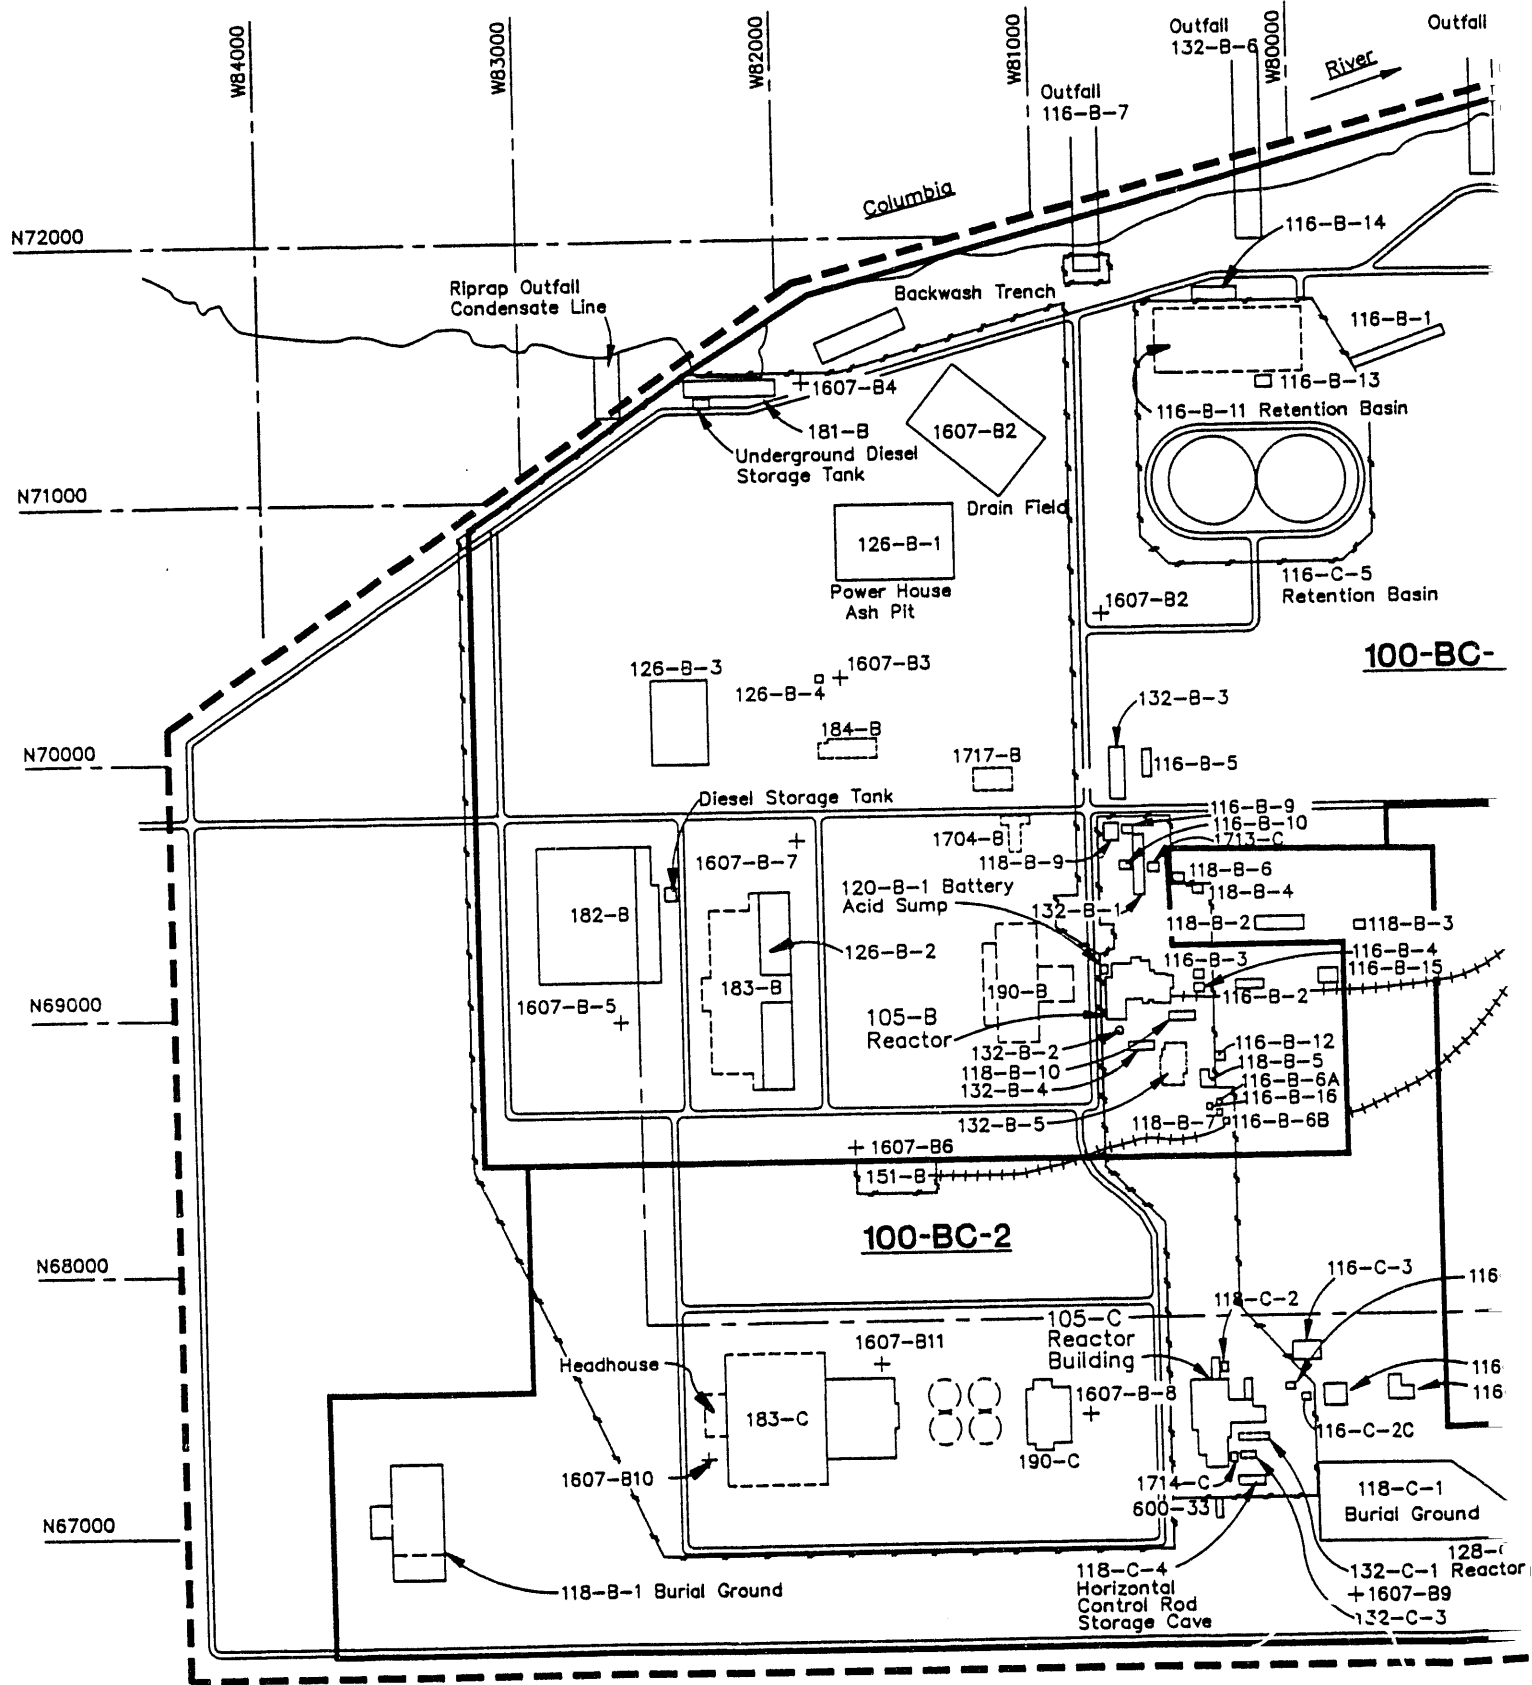 W84000
W83000
W82000
W81000
W80000
Outfall
132-B-6
Outfall
River
Outfall
116-B-7
Columbia
N72000
116-B-14
Riprap Outfall
Condensate Line
Backwash Trench
116-B-1
1607-B4
116-B-13
116-B-11 Retention Basin
181-B
1607-B2
Underground Diesel
Storage Tank
N71000
Drain Field
126-B-1
116-C-5
Retention Basin
Power House
Ash Pit
1607-B2
100-BC-
126-B-3
1607-B3
126-B-4
132-B-3
184-B
N70000
1717-B
116-B-5
Diesel Storage Tank
116-B-9
116-B-10
1713-C
1704-B
118-B-9
1607-B-7
118-B-6
118-B-4
120-B-1 Battery
Acid Sump
132-B-1
182-B
118-B-2
118-B-3
126-B-2
116-B-4
116-B-3
116-B-15
183-B
190-B
116-B-2
N69000
1607-B-5
105-B
Reactor
132-B-2
116-B-12
118-B-5
118-B-10
116-B-6A
132-B-4
116-B-16
132-B-5
118-B-7
116-B-6B
1607-B6
151-B
100-BC-2
N68000
116-C-3
116
118-C-2
105-C
Reactor
Building
1607-B11
Headhouse
116
116
1607-B-8
183-C
116-C-2C
190-C
1607-B10
1714-C
118-C-1
Burial Ground
600-33
N67000
128-
118-C-4
Horizontal
Control Rod
Storage Cave
132-C-1 Reactor
1607-B9
132-C-3
118-B-1 Burial Ground